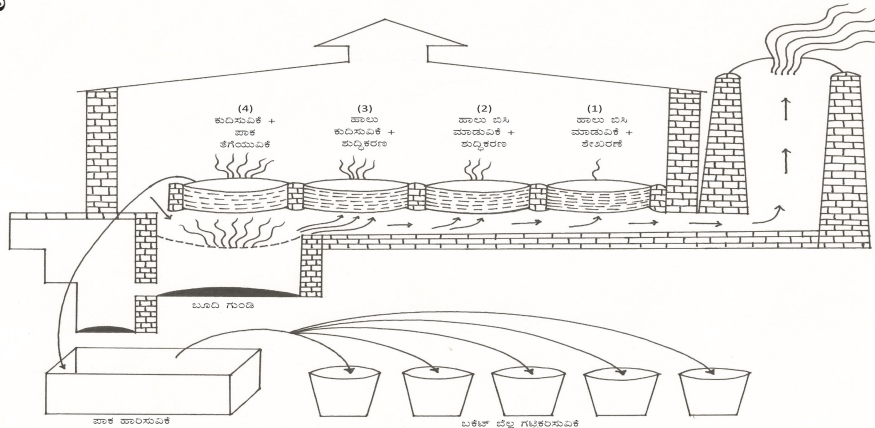 (4)
ಕುದಿಸುವಿಕೆ +
ಪಾಕ
ತೆಗೆಯುವಿಕೆ
(3)
ಹಾಲು
ಕುದಿಸುವಿಕೆ +
ಶುದ್ಧಿಕರಣ
(2)
ಹಾಲು ಬಿಸಿ
ಮಾಡುವಿಕೆ +
ಶುದ್ಧಿಕರಣ
(1)
ಹಾಲು ಬಿಸಿ
ಮಾಡುವಿಕೆ +
ಶೇಖರಣೆ
ಬೂದಿ ಗುಂಡಿ
ಪಾಕ ಹಾರಿಸುವಿಕೆ
ಬಕೆಟ್ ಬೆಲ್ಲ ಗಟ್ಟಿಕರಿಸುವಿಕೆ